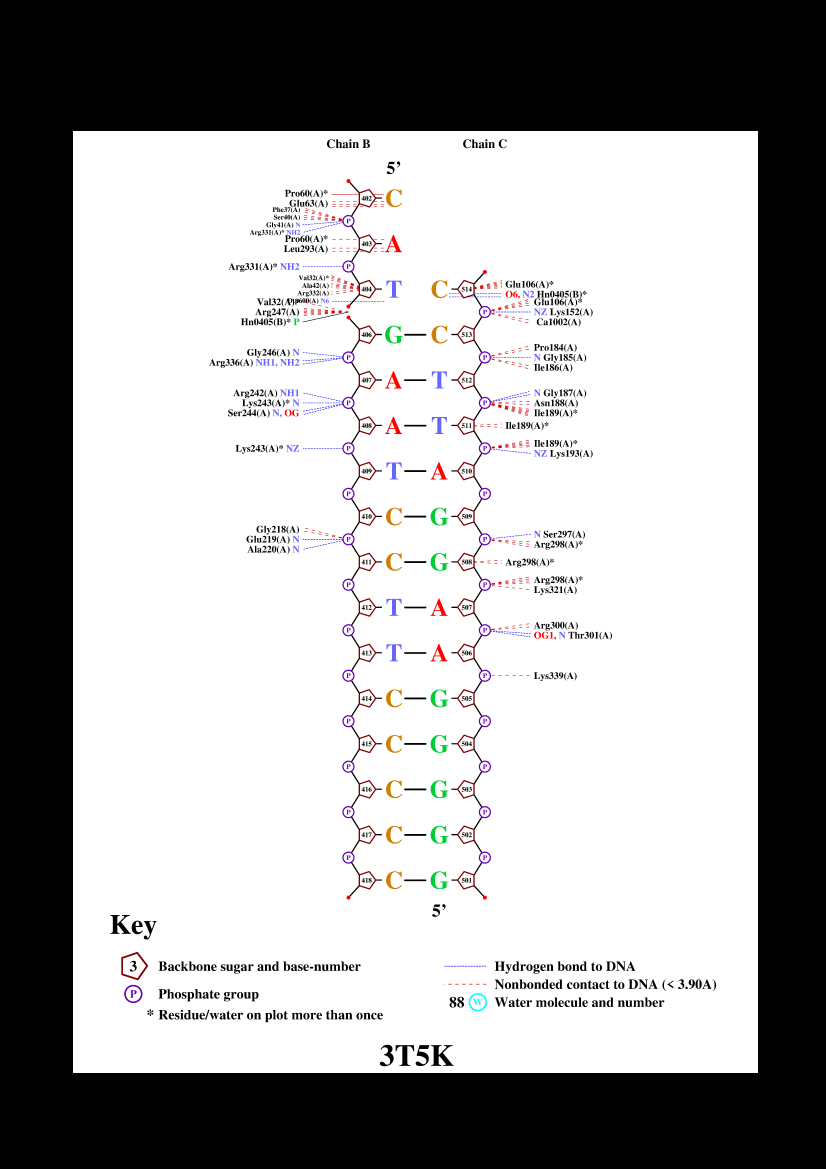 Chain B Chain C
5’
Pro60(A)* 402 C
Glu63(A)
Phe37(A)
Ser40(A)
P
Gly41(A) N
Arg331(A)* NH2
Pro60(A)* 403 A
Leu293(A)
Arg331(A)* NH2 P
Val32(A)*
Ala42(A)
Arg332(A)
404 T C 514 Glu106(A)*
O6, N2 Hn0405(B)*
N6
Val32(A)* Glu106(A)*
Arg247(A) P NZ Lys152(A)
Hn0405(B)* P Ca1002(A)
406 G C 513
Pro184(A)
Gly246(A) N P P N Gly185(A)
Arg336(A) NH1, NH2 Ile186(A)
407 A T 512
Arg242(A) NH1 N Gly187(A)
Lys243(A)* N P P Asn188(A)
Ser244(A) N, OG Ile189(A)*
408 A T 511 Ile189(A)*
Ile189(A)*
Lys243(A)* NZ P P NZ Lys193(A)
409 T A 510
P P
410 C G 509
Gly218(A) N Ser297(A)
Glu219(A) N P P Arg298(A)*
Ala220(A) N
411 C G 508 Arg298(A)*
Arg298(A)*
P P Lys321(A)
412 T A 507
Arg300(A)
P P OG1, N Thr301(A)
413 T A 506
P P Lys339(A)
414 C G 505
P P
415 C G 504
P P
416 C G 503
P P
417 C G 502
P P
418 C G 501
5’
Key
3 Backbone sugar and base-number
P Phosphate group
* Residue/water on plot more than once
Hydrogen bond to DNA
Nonbonded contact to DNA (< 3.90A)
88 W Water molecule and number
3T5K